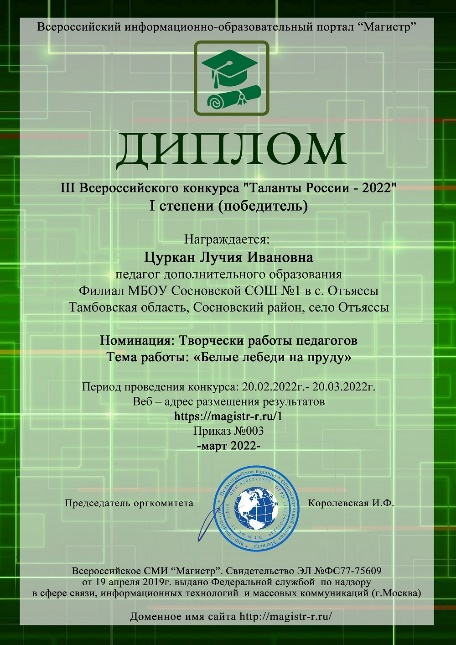 Всероссийский информационно-образовательный портал “Магистр”
ДИПЛОМ
III Всероссийского конкурса "Таланты России - 2022"
I степени (победитель)
Награждается:
Цуркан Лучия Ивановна
педагог дополнительного образования
Филиал МБОУ Сосновской СОШ №1 в с. Отъяссы
Тамбовская область, Сосновский район, село Отъяссы
Номинация: Творчески работы педагогов
Тема работы: «Белые лебеди на пруду»
Период проведения конкурса: 20.02.2022г.- 20.03.2022г.
Веб – адрес размещения результатов
https://magistr-r.ru/1
Приказ №003
-март 2022-
Председатель оргкомитета Королевская И.Ф.
Всероссийское СМИ “Магистр”. Свидетельство ЭЛ №ФС77-75609
от 19 апреля 2019г. выдано Федеральной службой по надзору
в сфере связи, информационных технологий и массовых коммуникаций (г.Москва)
Доменное имя сайта http://magistr-r.ru/